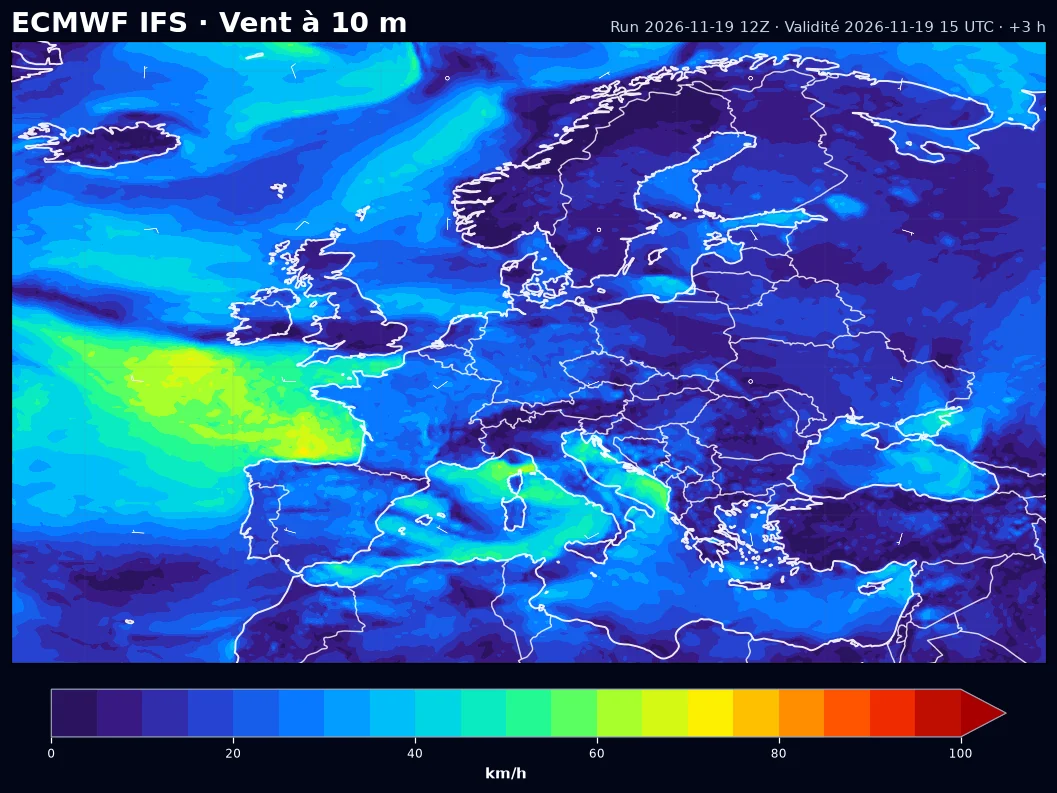 ECMWF IFS · Vent à 10 m
Run 2026-11-19 12Z · Validité 2026-11-19 15 UTC · +3 h
0 20 40 60 80 100
km/h